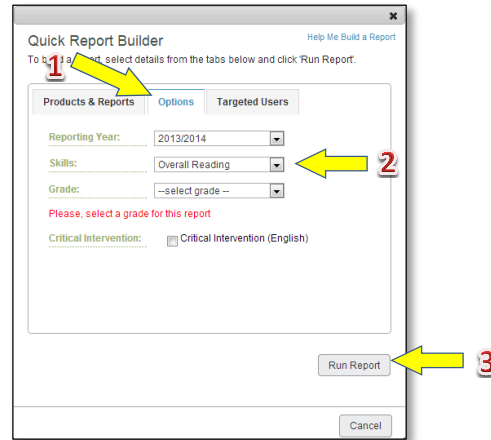 Quick Report Builder
Help Me Build a Report
To build a report, select details from the tabs below and click 'Run Report'.
1
Products & Reports Options Targeted Users
Reporting Year: 2013/2014
Skills: Overall Reading
2
Grade: --select grade --
Please, select a grade for this report
Critical Intervention: Critical Intervention (English)
Run Report
3
Cancel